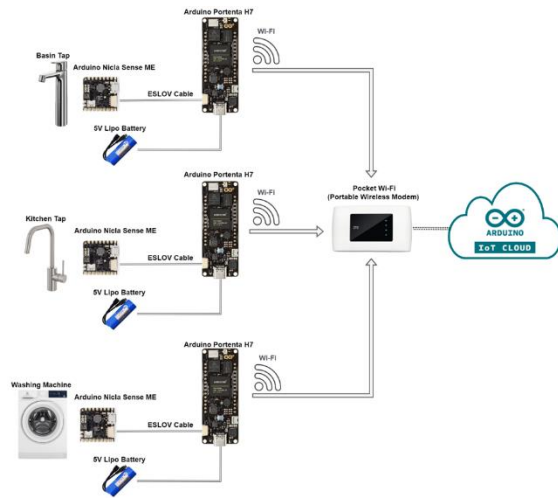 Arduino Portenta H7
Wi-Fi
Basin Tap
Arduino Nicla Sense ME
ESLOV Cable
5V Lipo Battery
Arduino Portenta H7
Wi-Fi
Pocket Wi-Fi
(Portable Wireless Modem)
Kitchen Tap
Arduino Nicla Sense ME
ESLOV Cable
5V Lipo Battery
ARDUINO
IoT CLOUD
Arduino Portenta H7
Wi-Fi
Washing Machine
Arduino Nicla Sense ME
ESLOV Cable
5V Lipo Battery